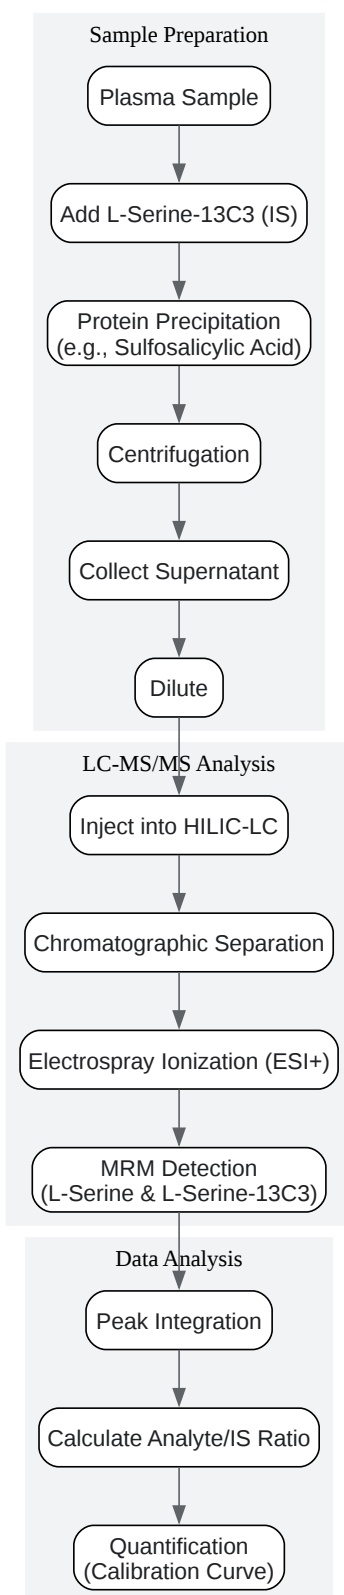 Sample Preparation
Plasma Sample
Add L-Serine-13C3 (IS)
Protein Precipitation
(e.g., Sulfosalicylic Acid)
Centrifugation
Collect Supernatant
Dilute
LC-MS/MS Analysis
Inject into HILIC-LC
Chromatographic Separation
Electrospray Ionization (ESI+)
MRM Detection
(L-Serine & L-Serine-13C3)
Data Analysis
Peak Integration
Calculate Analyte/IS Ratio
Quantification
(Calibration Curve)